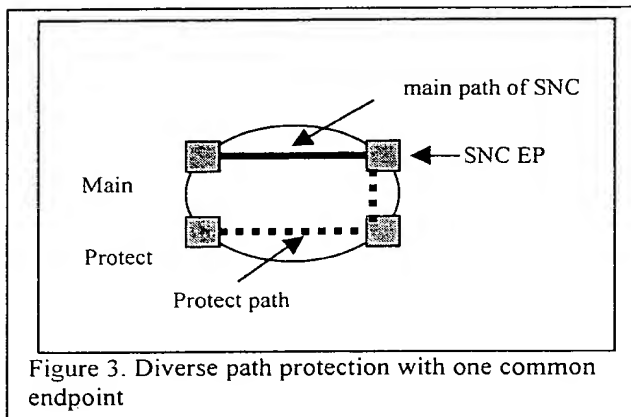 main path of SNC
SNC EP
Main
Protect
Protect path
Figure 3. Diverse path protection with one common
endpoint